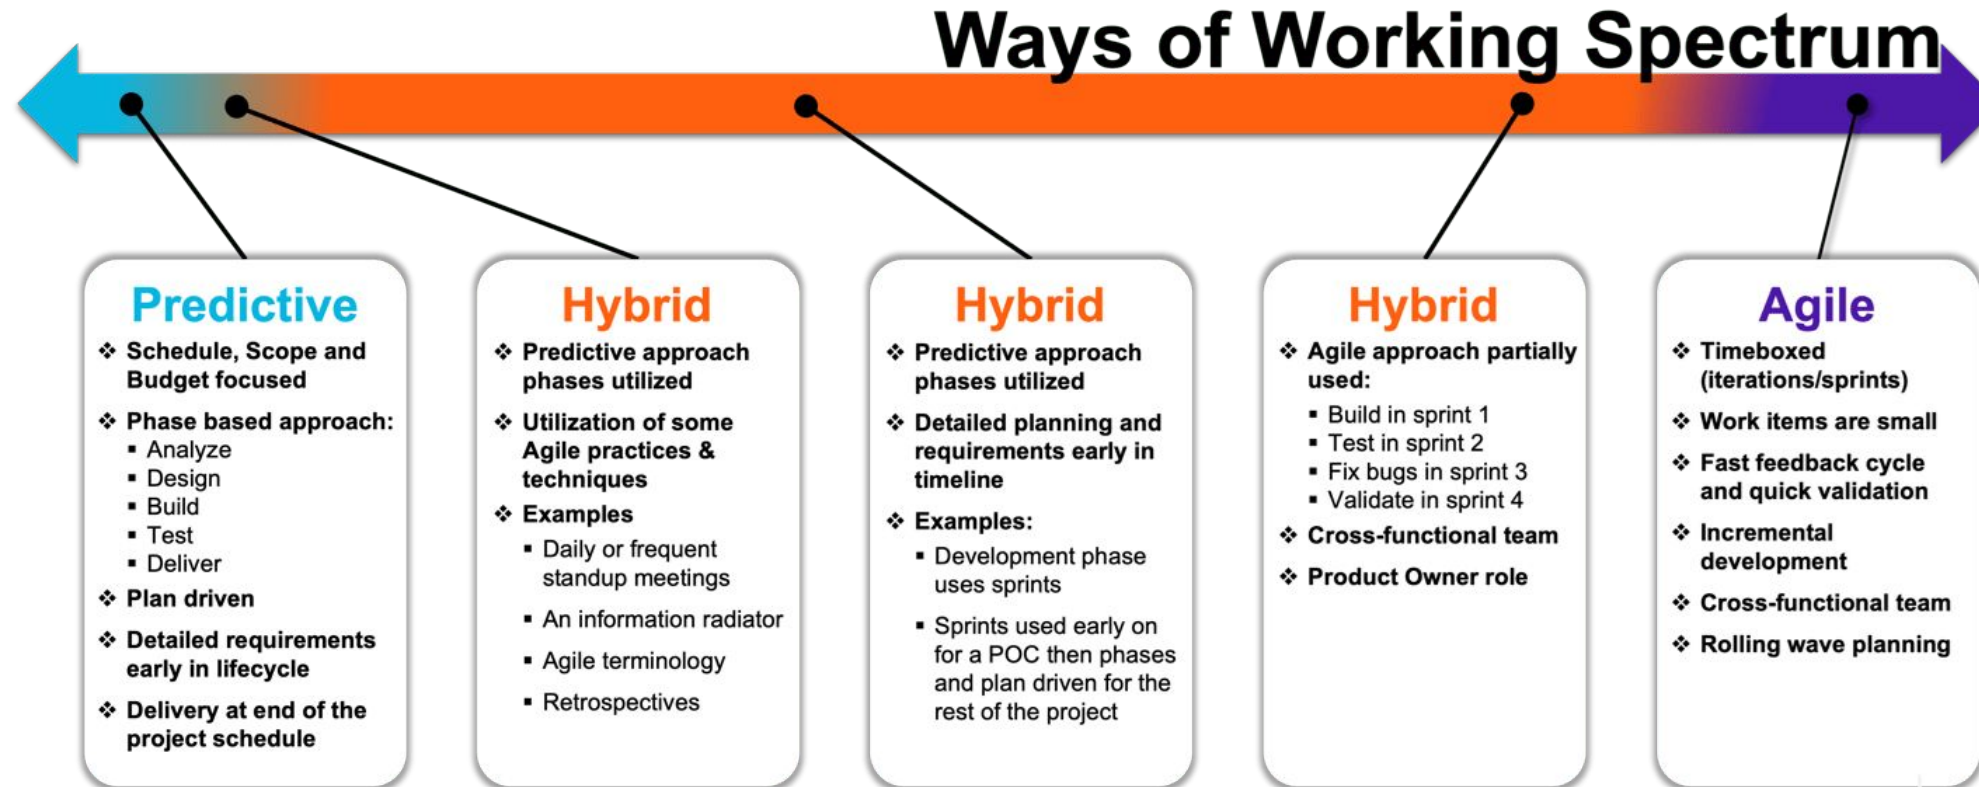 Ways of Working Spectrum
Predictive
❖ Schedule, Scope and
Budget focused
❖ Phase based approach:
▪ Analyze
▪ Design
▪ Build
▪ Test
▪ Deliver
❖ Plan driven
❖ Detailed requirements
early in lifecycle
❖ Delivery at end of the
project schedule
Hybrid
❖ Predictive approach
phases utilized
❖ Utilization of some
Agile practices &
techniques
❖ Examples
▪ Daily or frequent
standup meetings
▪ An information radiator
▪ Agile terminology
▪ Retrospectives
Hybrid
❖ Predictive approach
phases utilized
❖ Detailed planning and
requirements early in
timeline
❖ Examples:
▪ Development phase
uses sprints
▪ Sprints used early on
for a POC then phases
and plan driven for the
rest of the project
Hybrid
❖ Agile approach partially
used:
▪ Build in sprint 1
▪ Test in sprint 2
▪ Fix bugs in sprint 3
▪ Validate in sprint 4
❖ Cross-functional team
❖ Product Owner role
Agile
❖ Timeboxed
(iterations/sprints)
❖ Work items are small
❖ Fast feedback cycle
and quick validation
❖ Incremental
development
❖ Cross-functional team
❖ Rolling wave planning